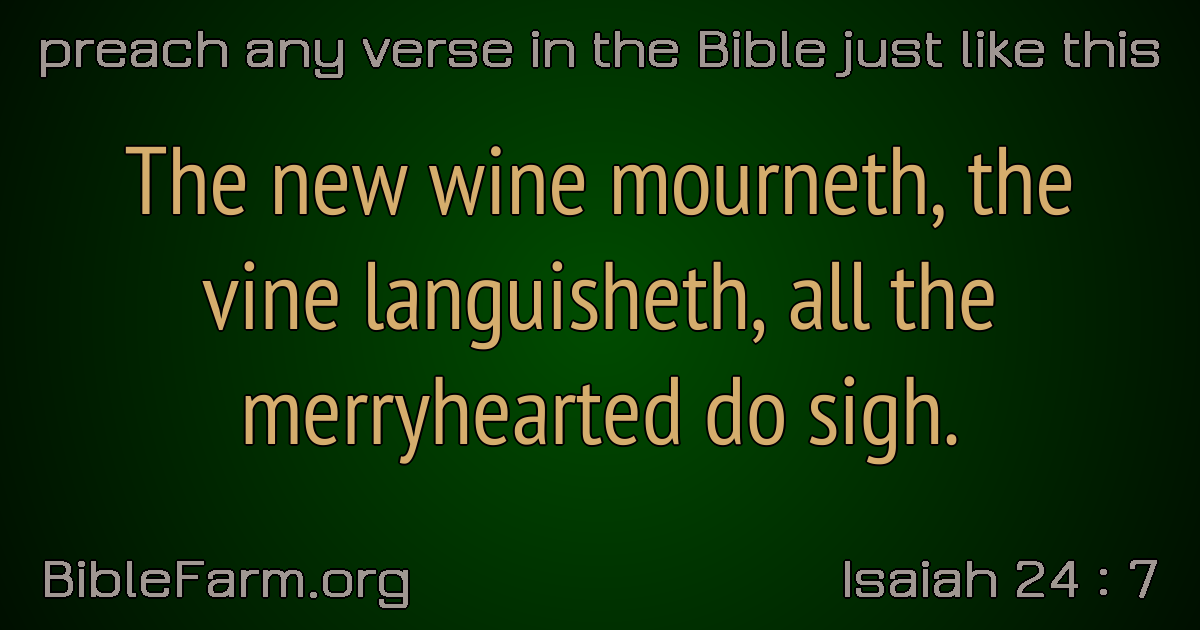 preach any verse in the Bible just like this
The new wine mourneth, the
vine languisheth, all the
merryhearted do sigh.
BibleFarm.org
Isaiah 24 : 7